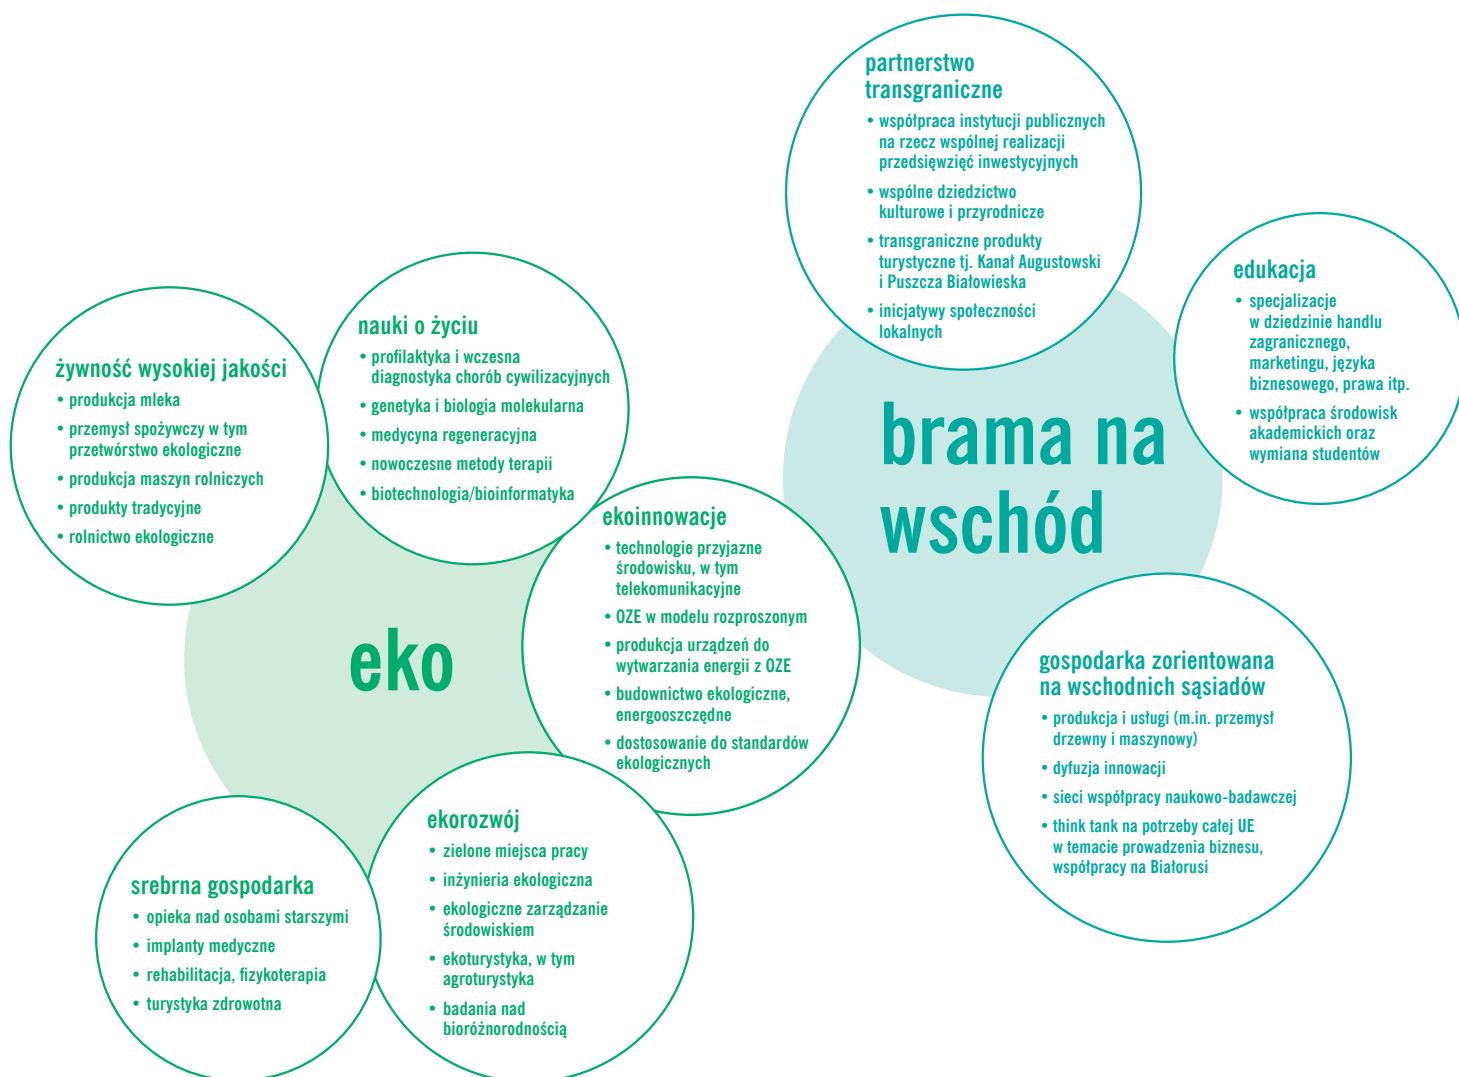 partnerstwo
transgraniczne
• współpraca instytucji publicznych
na rzecz wspólnej realizacji
przedsięwzięć inwestycyjnych
• wspólne dziedzictwo
kulturowe i przyrodnicze
• transgraniczne produkty
turystyczne tj. Kanał Augustowski
i Puszcza Białowieska
• inicjatywy społeczności
lokalnych
edukacja
• specjalizacje
w dziedzinie handlu
zagranicznego,
marketingu, języka
biznesowego, prawa itp.
• współpraca środowisk
akademickich oraz
wymiana studentów
brama na
wschód
gospodarka zorientowana
na wschodnich sąsiadów
• produkcja i usługi (m.in. przemysł
drzewny i maszynowy)
• dyfuzja innowacji
• sieci współpracy naukowo-badawczej
• think tank na potrzeby całej UE
w temacie prowadzenia biznesu,
współpracy na Białorusi
żywność wysokiej jakości
• produkcja mleka
• przemysł spożywczy w tym
przetwórstwo ekologiczne
• produkcja maszyn rolniczych
• produkty tradycyjne
• rolnictwo ekologiczne
nauki o życiu
• profilaktyka i wczesna
diagnostyka chorób cywilizacyjnych
• genetyka i biologia molekularna
• medycyna regeneracyjna
• nowoczesne metody terapii
• biotechnologia/bioinformatyka
ekoinnowacje
• technologie przyjazne
środowisku, w tym
telekomunikacyjne
• OZE w modelu rozproszonym
• produkcja urządzeń do
wytwarzania energii z OZE
• budownictwo ekologiczne,
energooszczędne
• dostosowanie do standardów
ekologicznych
eko
ekorozwój
• zielone miejsca pracy
• inżynieria ekologiczna
• ekologiczne zarządzanie
środowiskiem
• ekoturystyka, w tym
agroturystyka
• badania nad
bioróżnorodnością
srebrna gospodarka
• opieka nad osobami starszymi
• implanty medyczne
• rehabilitacja, fizykoterapia
• turystyka zdrowotna